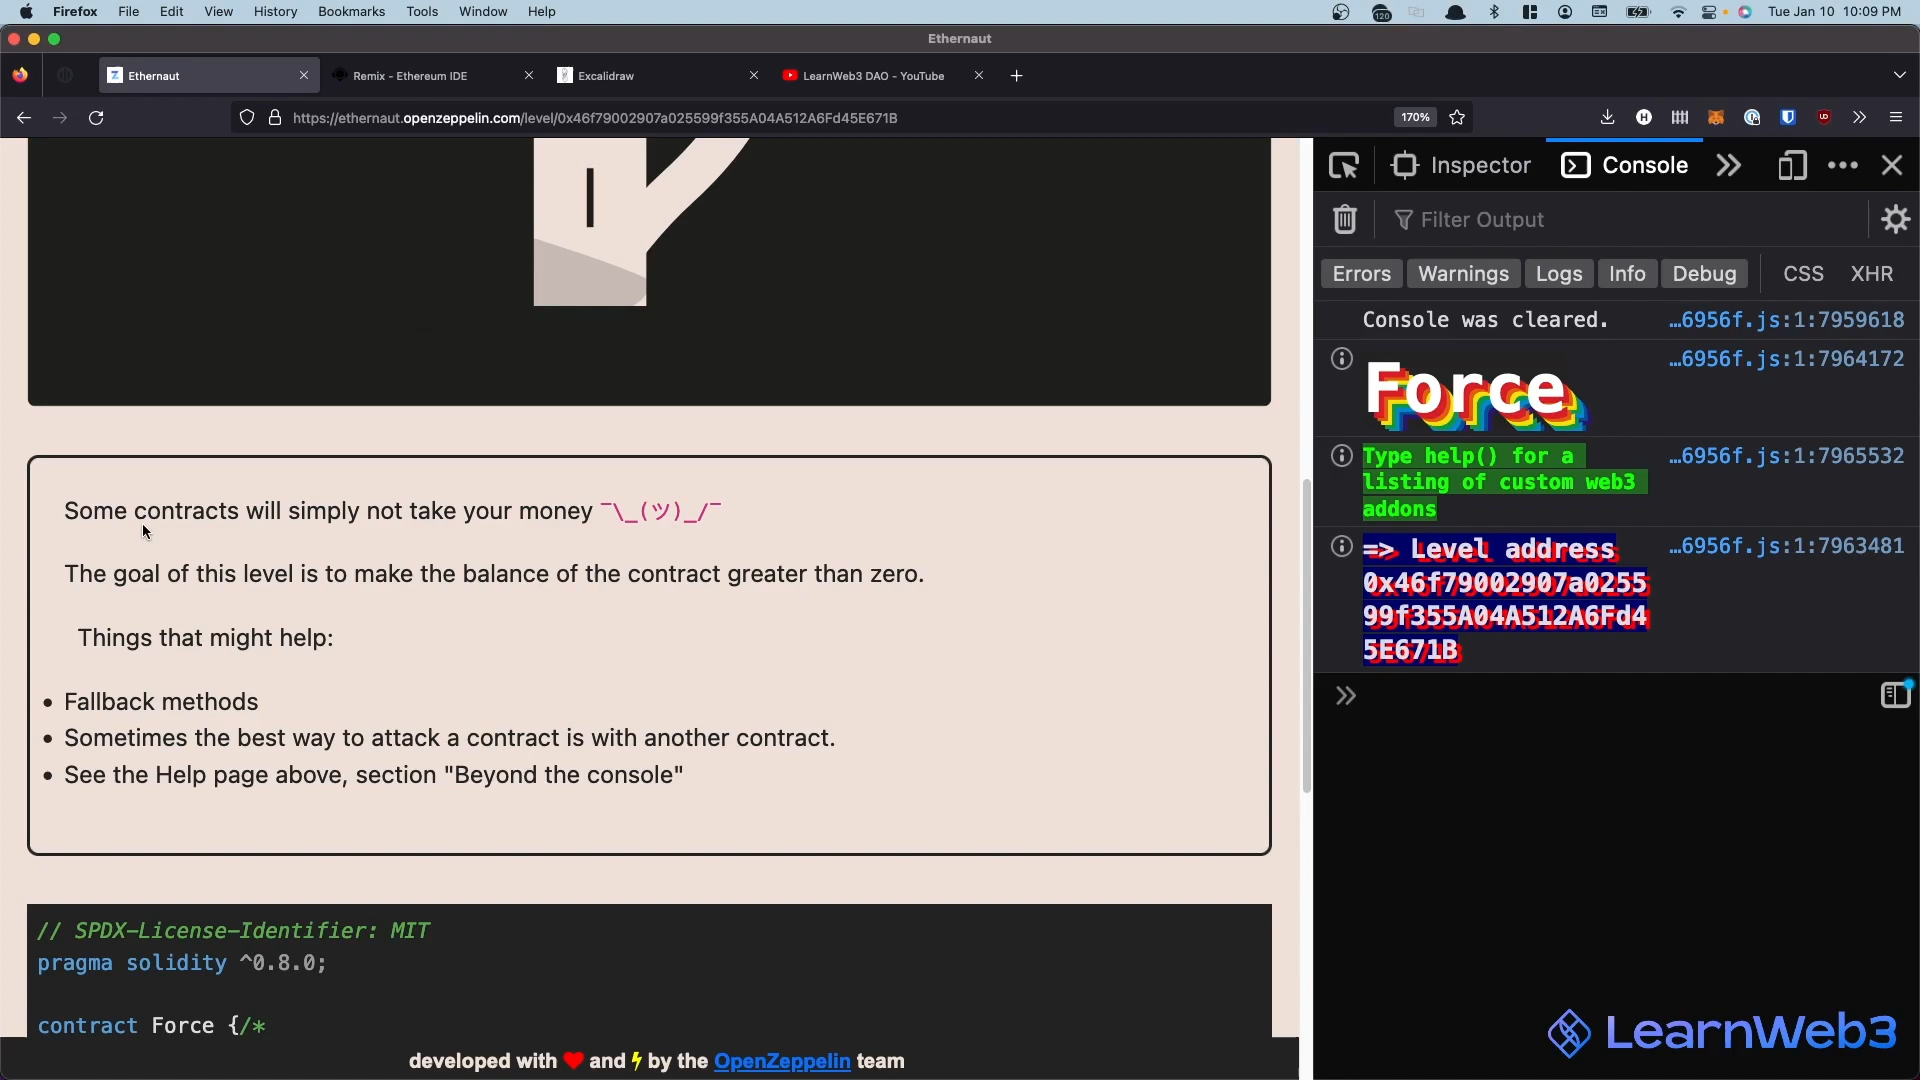 Firefox File Edit View History Bookmarks Tools Window Help
120
Tue Jan 10 10:09 PM
Ethernaut
Ethernaut
Remix - Ethereum IDE
Excalidraw
LearnWeb3 DAO - YouTube
https://ethernaut.openzeppelin.com/level/0x46f79002907a025599f355A04A512A6Fd45E671B
170%
Inspector
Console
Filter Output
Errors Warnings Logs Info Debug CSS XHR
Console was cleared. …6956f.js:1:7959618
Force …6956f.js:1:7964172
Type help() for a …6956f.js:1:7965532
listing of custom web3
addons
=> Level address …6956f.js:1:7963481
0x46f79002907a0255
99f355A04A512A6Fd4
5E671B
Some contracts will simply not take your money ¯\_(ツ)_/¯
The goal of this level is to make the balance of the contract greater than zero.
Things that might help:
• Fallback methods
• Sometimes the best way to attack a contract is with another contract.
• See the Help page above, section "Beyond the console"
// SPDX-License-Identifier: MIT
pragma solidity ^0.8.0;
contract Force {/*
developed with ❤️ and ⚡ by the OpenZeppelin team
LearnWeb3